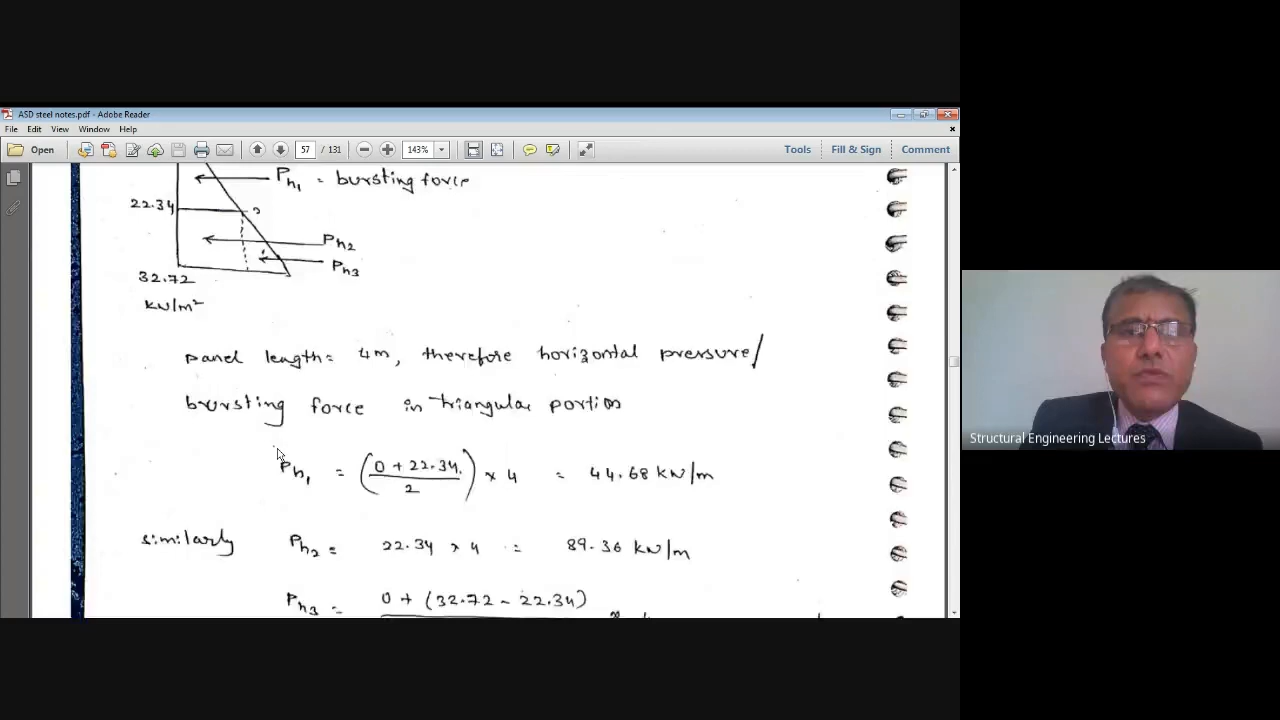 ASD steel notes.pdf - Adobe Reader
File Edit View Window Help
Open 57 / 131 143% Tools Fill & Sign Comment
Ph1 = bursting force
22.34
Ph2
Ph3
32.72
kN/m2
panel length = 4m, therefore horizontal pressure/
bursting force in triangular portion
Ph1 = (0 + 22.34 / 2) × 4 = 44.68 kN/m
similarly Ph2 = 22.34 × 4 = 89.36 kN/m
Ph3 = 0 + (32.72 - 22.34)
Structural Engineering Lectures